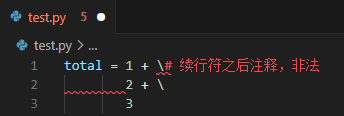 test.py 5
test.py > ...
1 total = 1 + \# 续行符之后注释，非法
2 2 + \
3 3